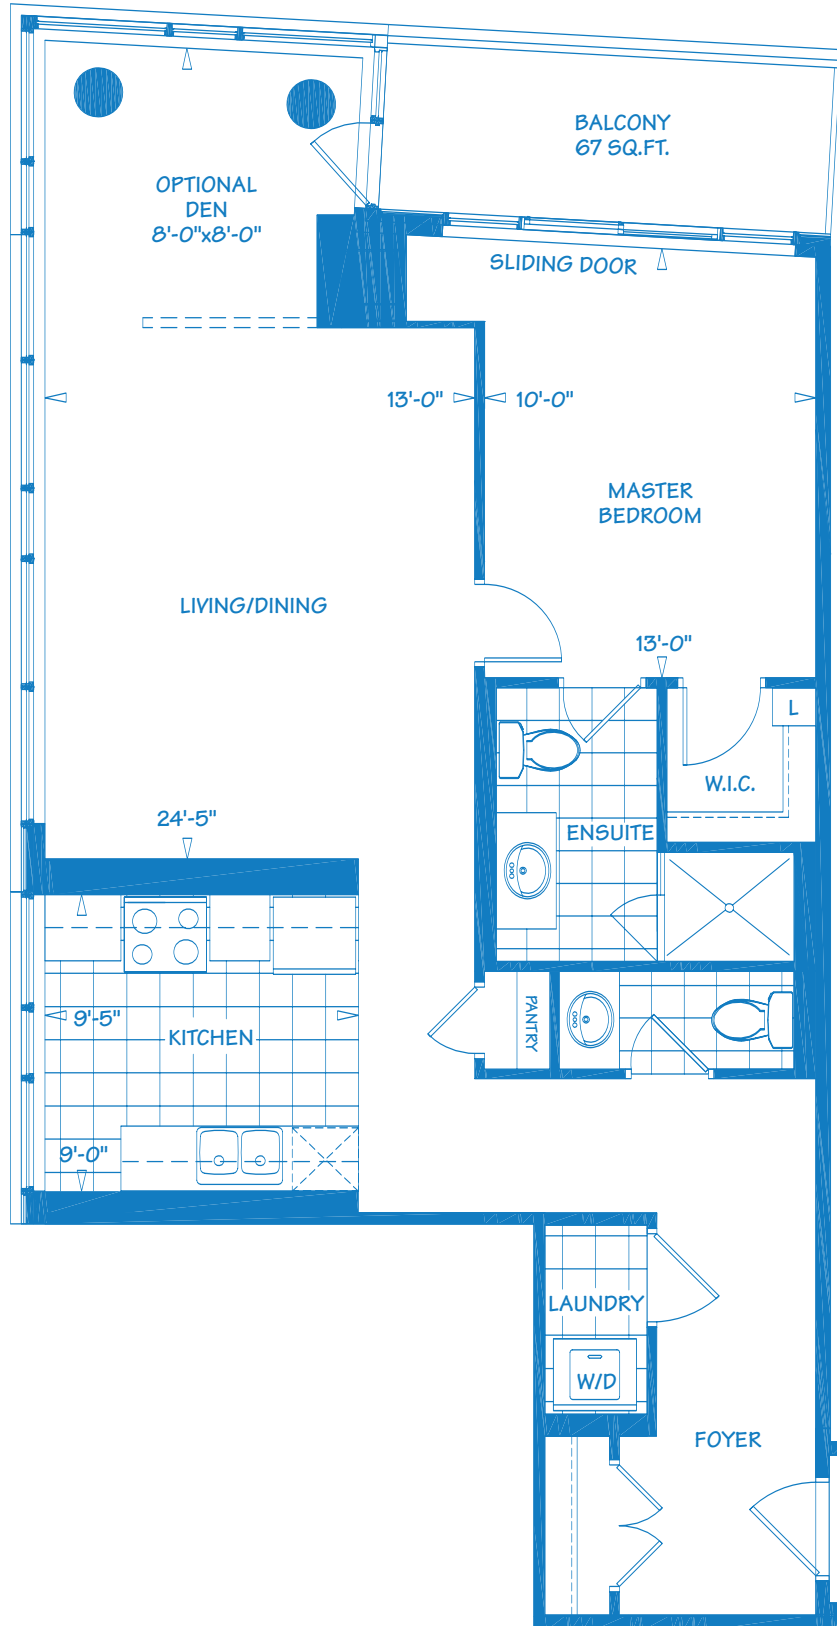 BALCONY
67 SQ.FT.
OPTIONAL
DEN
8'-0"x8'-0"
SLIDING DOOR
13'-0"
10'-0"
MASTER
BEDROOM
LIVING/DINING
13'-0"
L
W.I.C.
24'-5"
ENSUITE
PANTRY
9'-5"
KITCHEN
9'-0"
LAUNDRY
W/D
FOYER